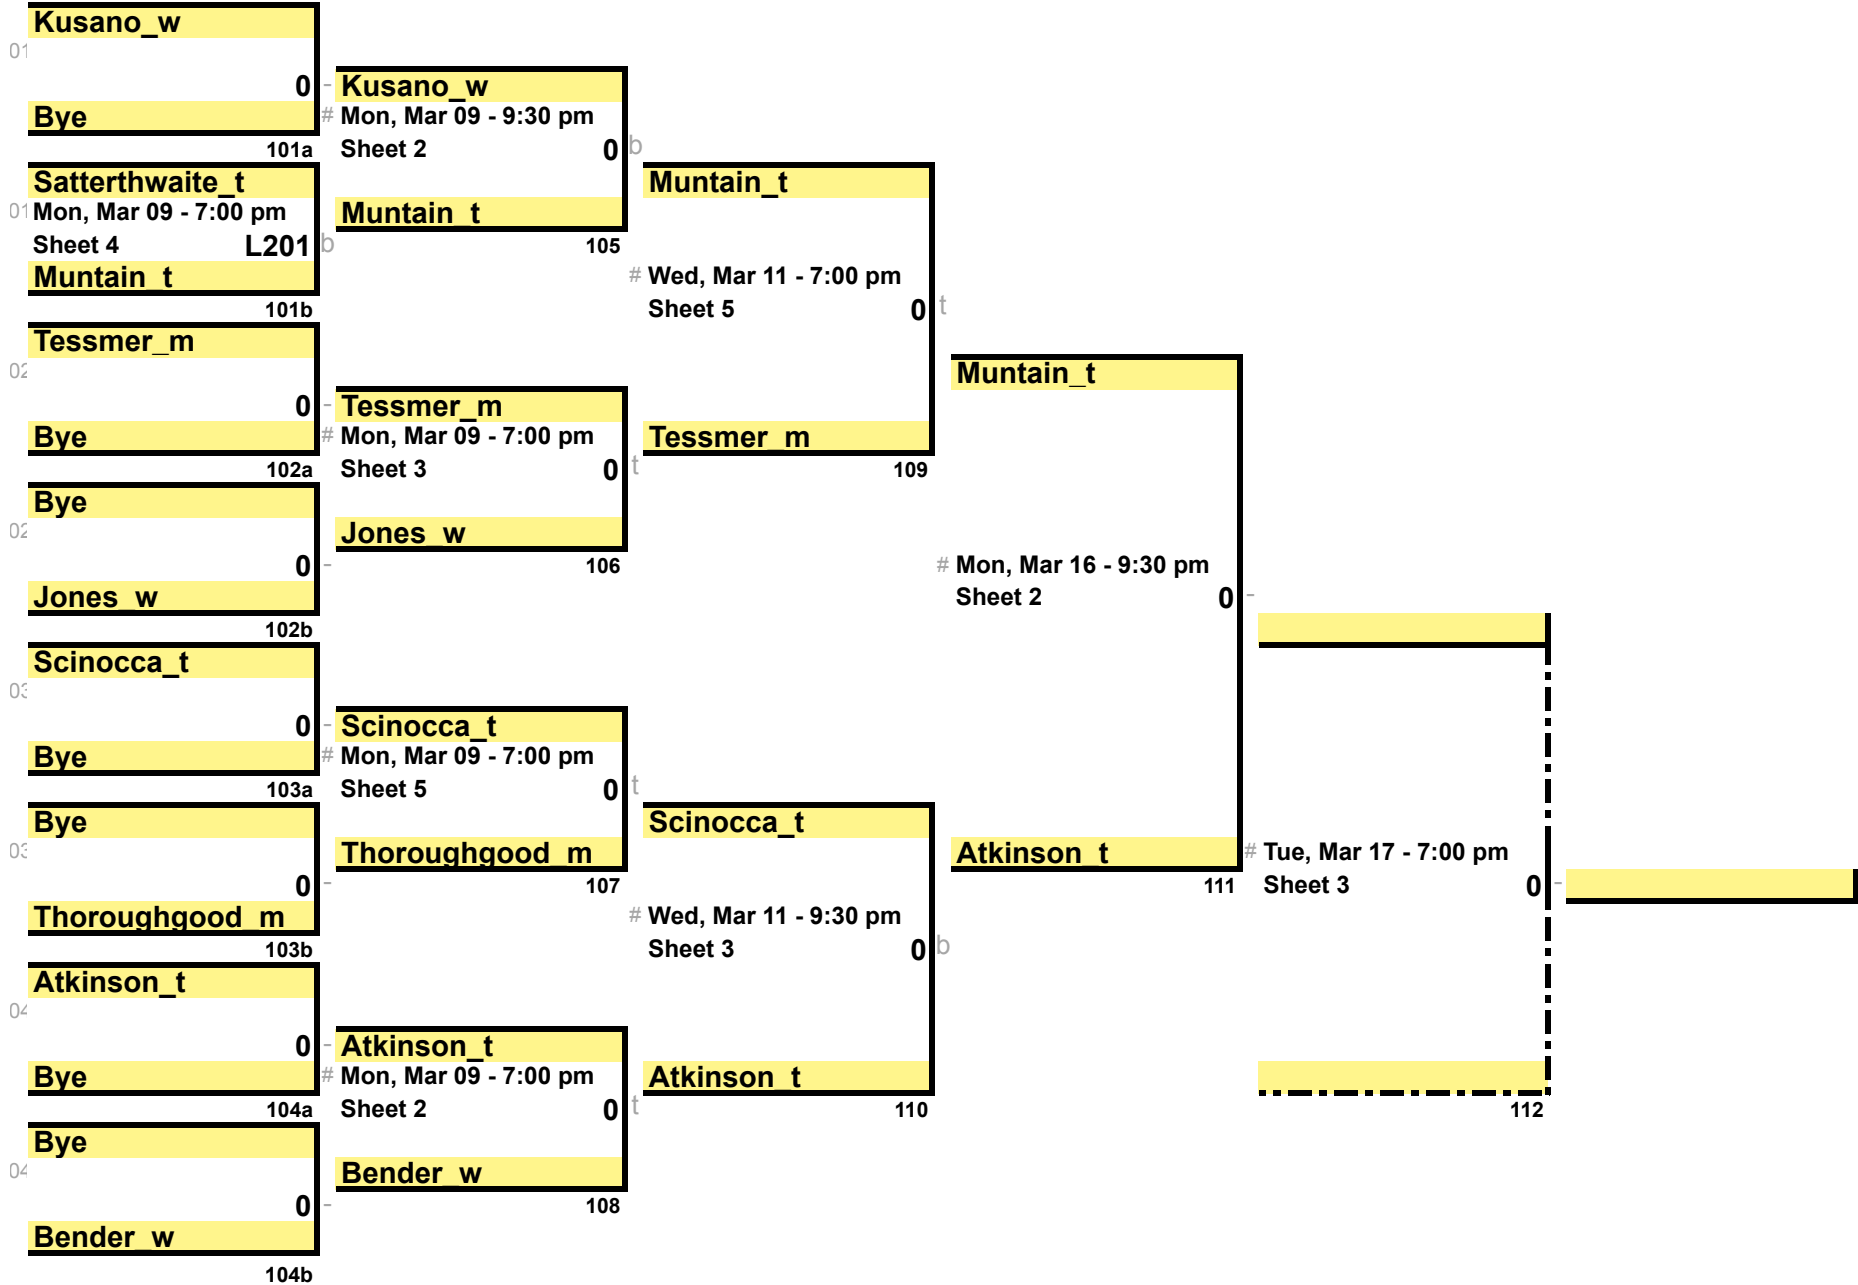 Kusano_w
01
0 -
Bye
101a
Satterthwaite_t
01 Mon, Mar 09 - 7:00 pm
Sheet 4 L201 b
Muntain_t
101b
Tessmer_m
02
0 -
Bye
102a
Bye
02
0 -
Jones_w
102b
Scinocca_t
03
0 -
Bye
103a
Bye
03
0 -
Thoroughgood_m
103b
Atkinson_t
04
0 -
Bye
104a
Bye
04
0 -
Bender_w
104b
Kusano_w
# Mon, Mar 09 - 9:30 pm
Sheet 2 0 b
Muntain_t
105
Tessmer_m
# Mon, Mar 09 - 7:00 pm
Sheet 3 0 t
Jones_w
106
Scinocca_t
# Mon, Mar 09 - 7:00 pm
Sheet 5 0 t
Thoroughgood_m
107
Atkinson_t
# Mon, Mar 09 - 7:00 pm
Sheet 2 0 t
Bender_w
108
Muntain_t
# Wed, Mar 11 - 7:00 pm
Sheet 5 0 t
Tessmer_m
109
Scinocca_t
# Wed, Mar 11 - 9:30 pm
Sheet 3 0 b
Atkinson_t
110
Muntain_t
# Mon, Mar 16 - 9:30 pm
Sheet 2 0 -
Atkinson_t
111
# Tue, Mar 17 - 7:00 pm
Sheet 3 0 -
112